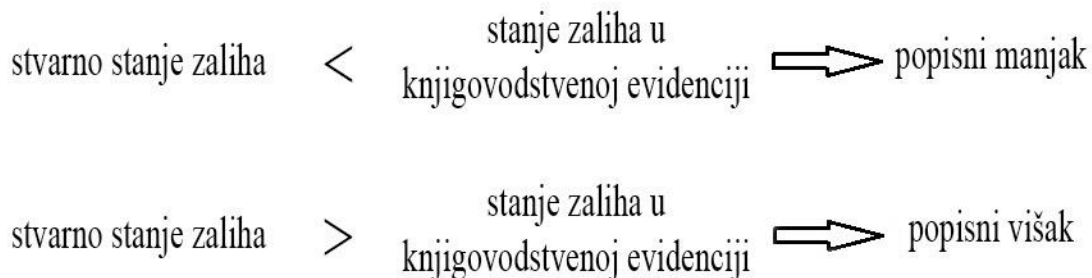 stvarno stanje zaliha < stanje zaliha u
knjigovodstvenoj evidenciji popisni manjak
stvarno stanje zaliha > stanje zaliha u
knjigovodstvenoj evidenciji popisni višak